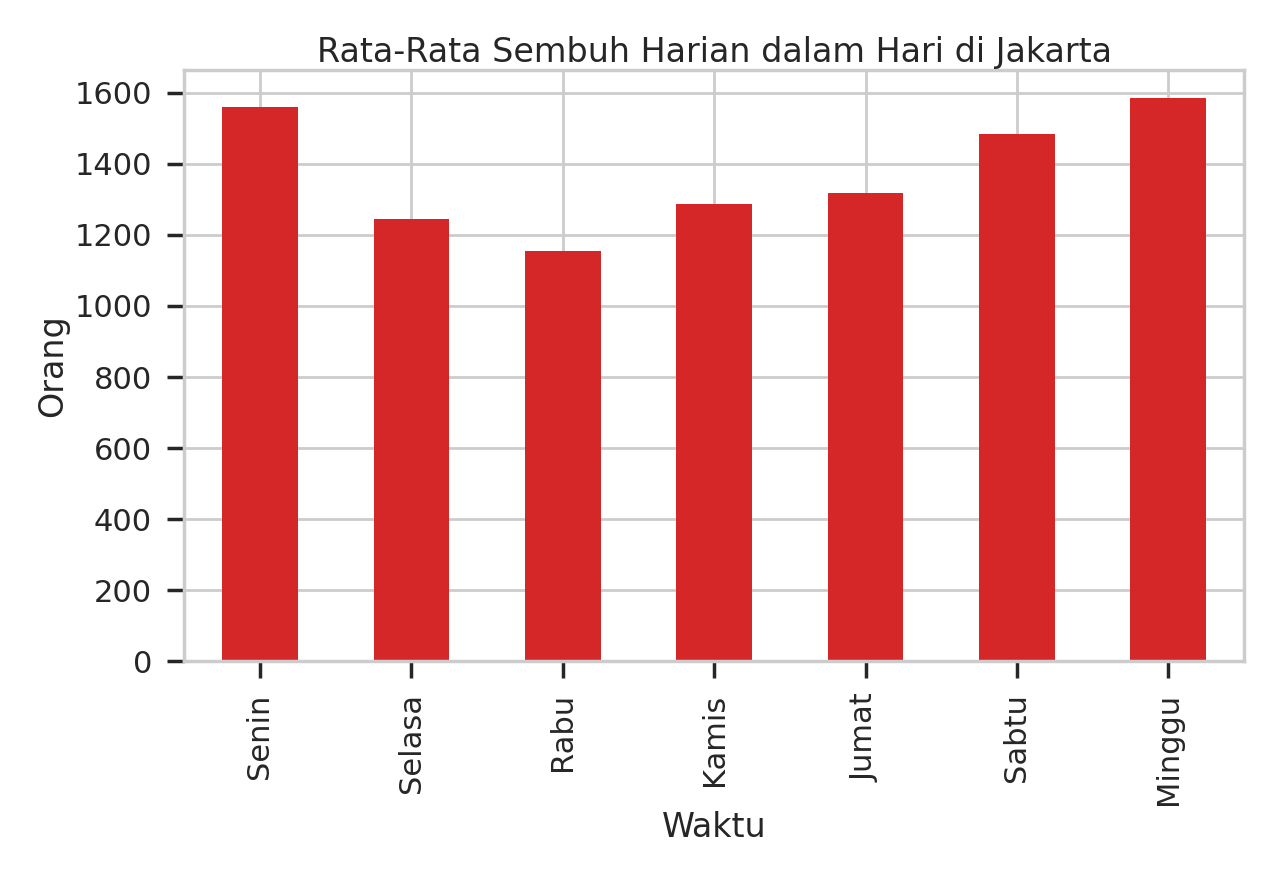 Rata-Rata Sembuh Harian dalam Hari di Jakarta
1600
1400
1200
1000
800
600
400
200
0
Orang
Senin
Selasa
Rabu
Kamis
Jumat
Sabtu
Minggu
Waktu